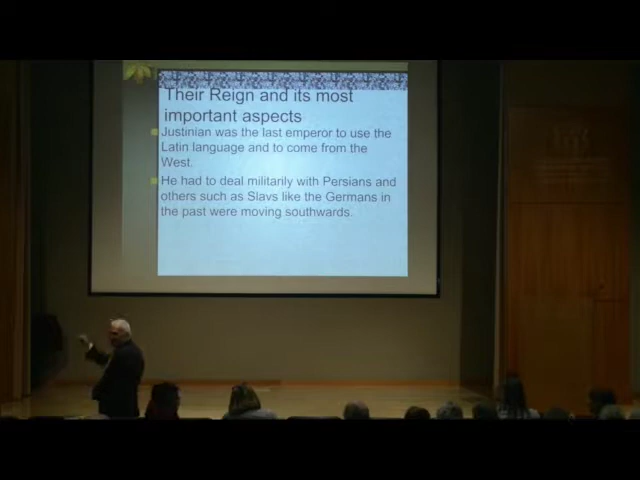 Their Reign and its most
important aspects
Justinian was the last emperor to use the
Latin language and to come from the
West.
He had to deal militarily with Persians and
others such as Slavs like the Germans in
the past were moving southwards.